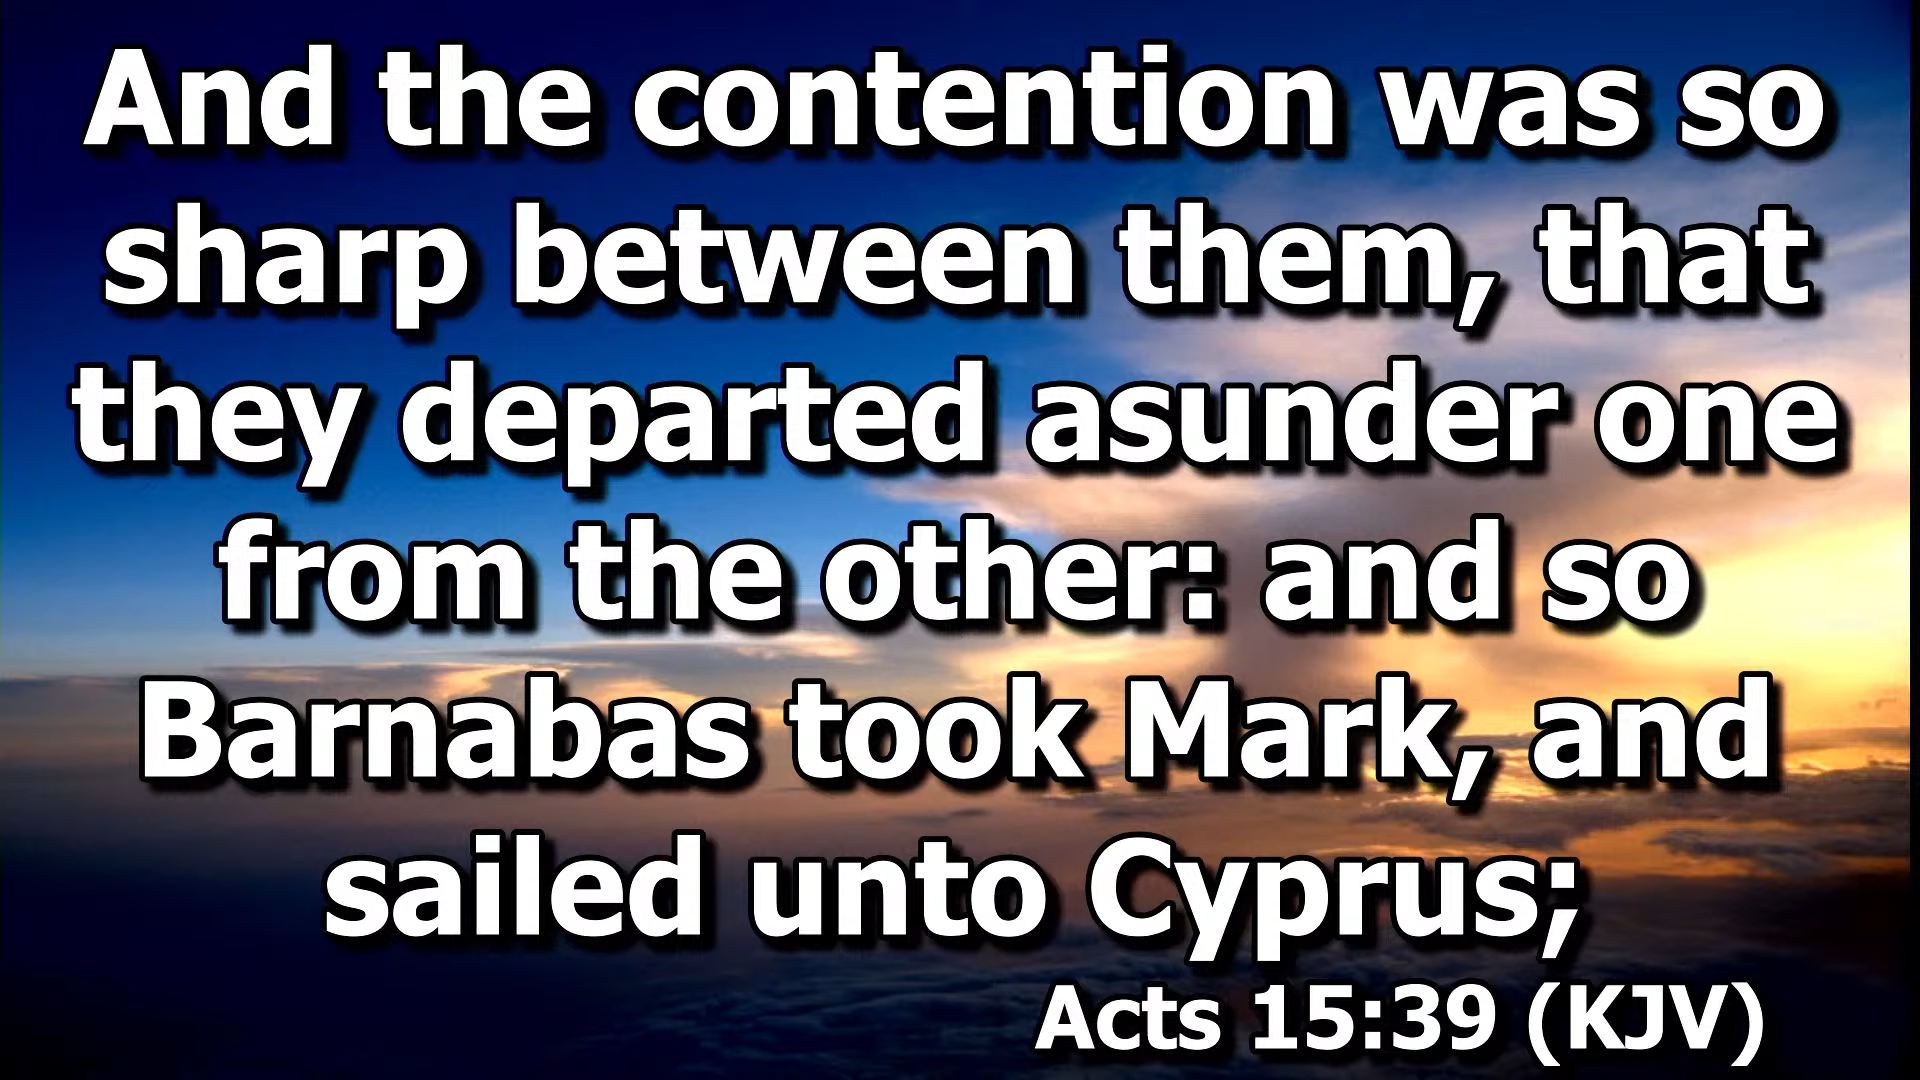 And the contention was so
sharp between them, that
they departed asunder one
from the other: and so
Barnabas took Mark, and
sailed unto Cyprus;
Acts 15:39 (KJV)